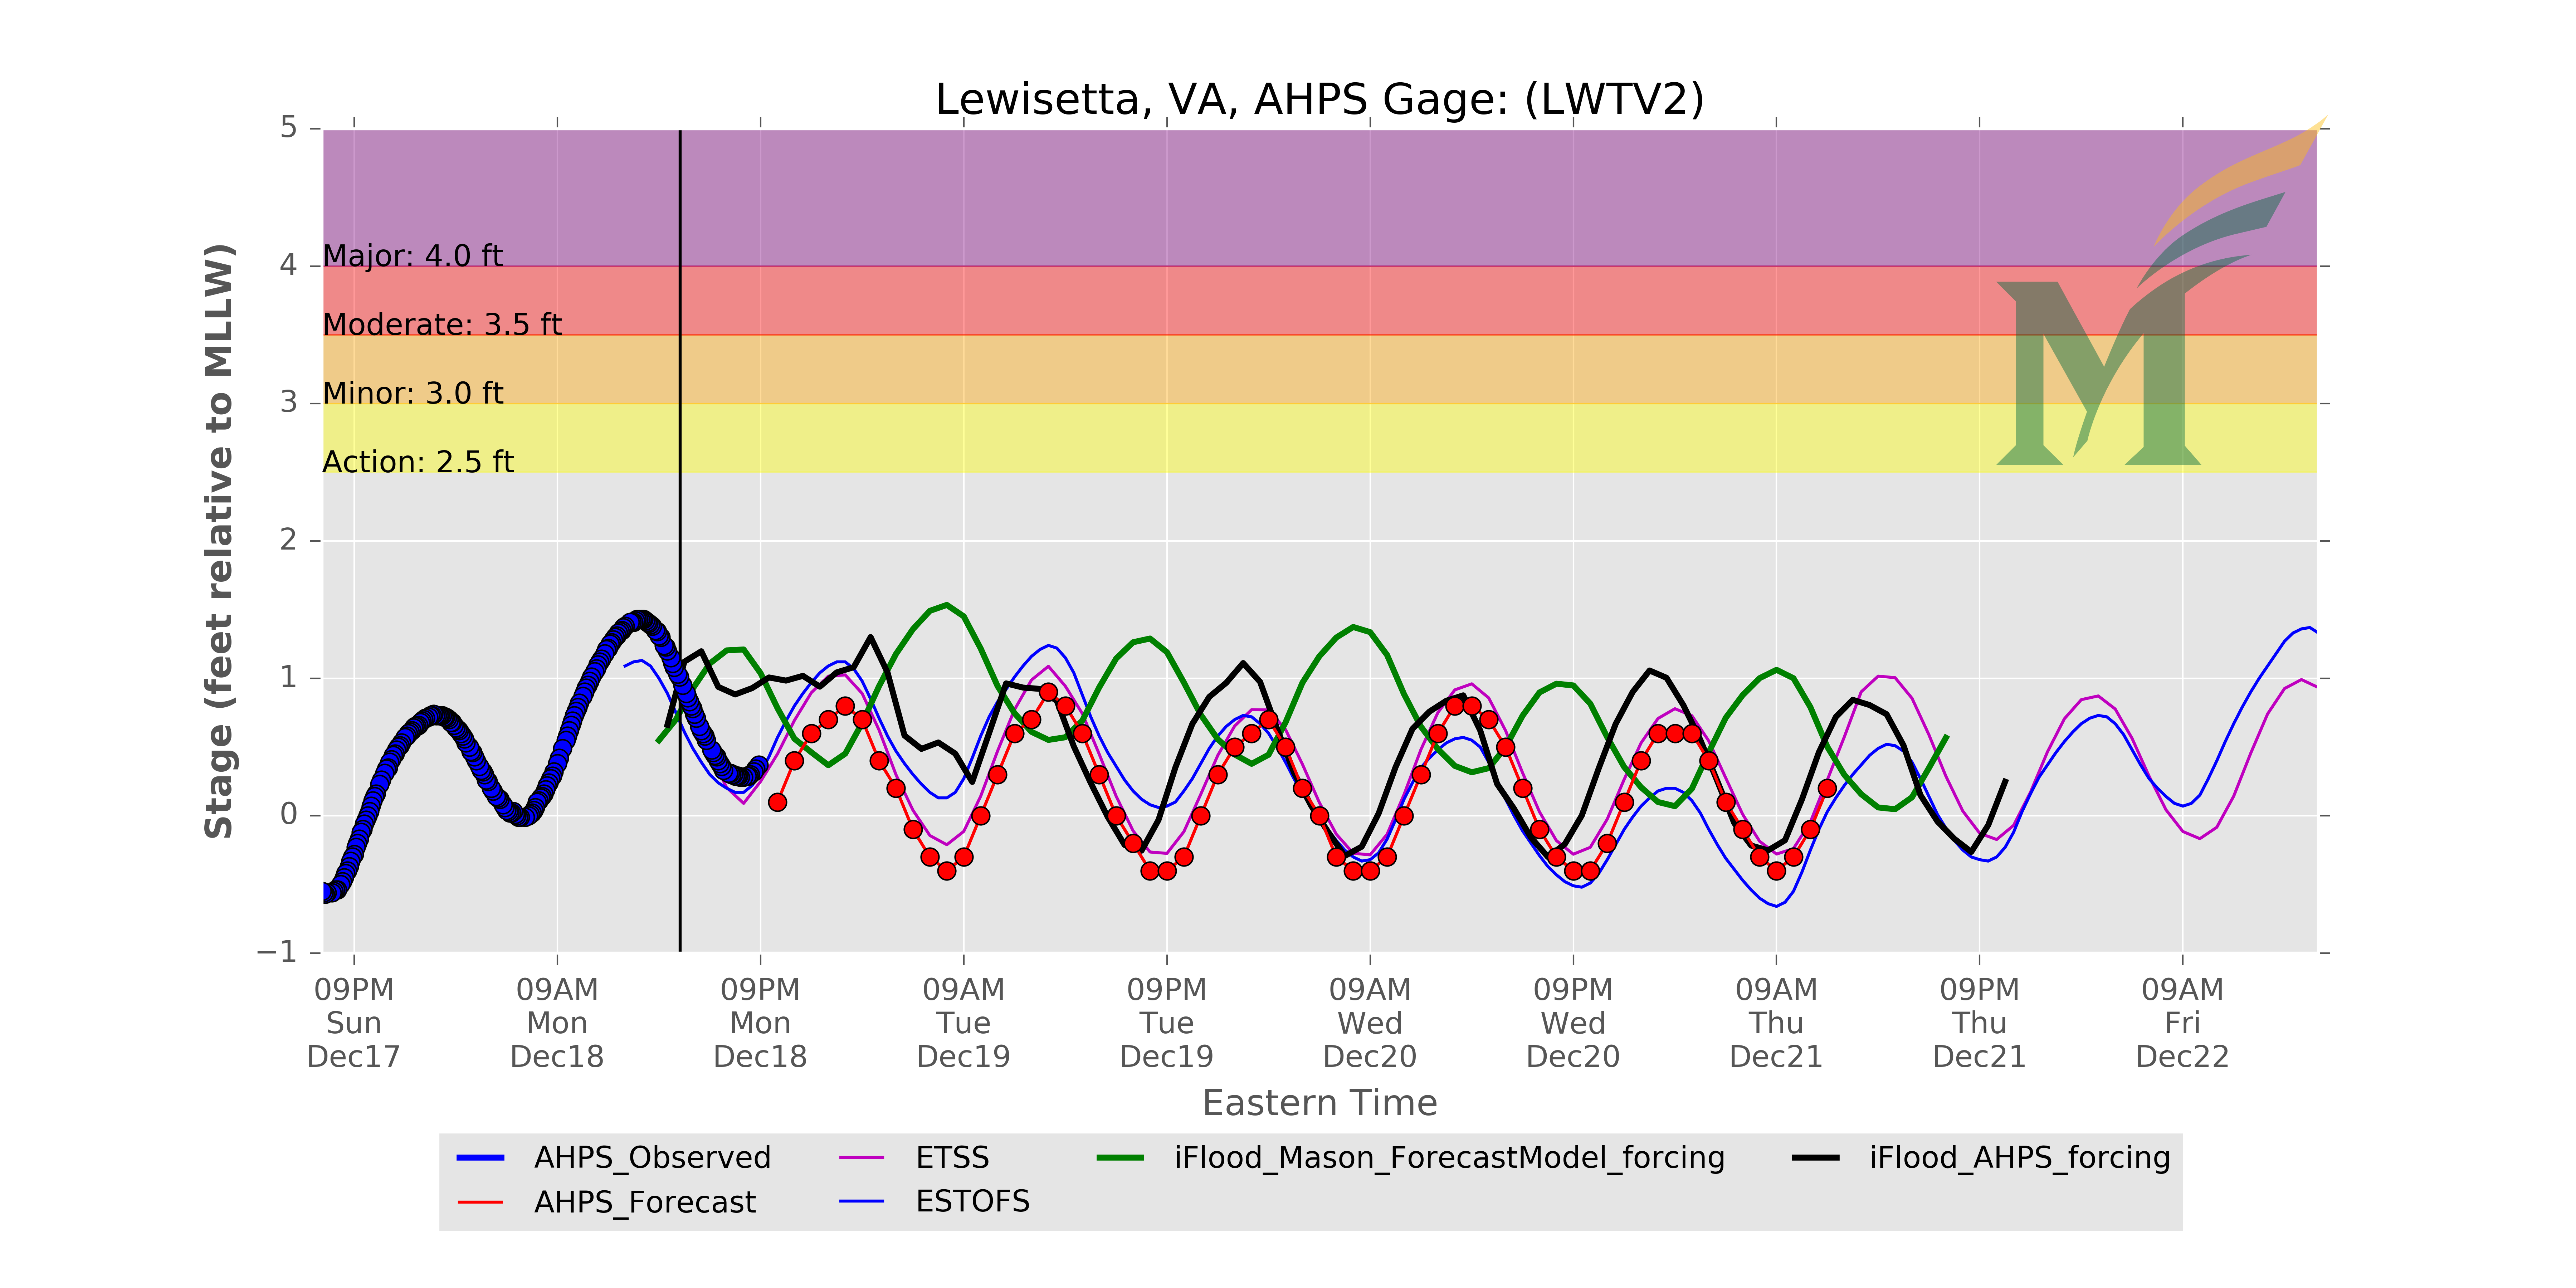 Lewisetta, VA, AHPS Gage: (LWTV2)
Stage (feet relative to MLLW)
5
4
3
2
1
0
−1
Major: 4.0 ft
Moderate: 3.5 ft
Minor: 3.0 ft
Action: 2.5 ft
09PM 09AM 09PM 09AM 09PM 09AM 09PM 09AM 09PM 09AM
Sun Mon Mon Tue Tue Wed Wed Thu Thu Fri
Dec17 Dec18 Dec18 Dec19 Dec19 Dec20 Dec20 Dec21 Dec21 Dec22
Eastern Time
AHPS_Observed ETSS iFlood_Mason_ForecastModel_forcing iFlood_AHPS_forcing
AHPS_Forecast ESTOFS
M